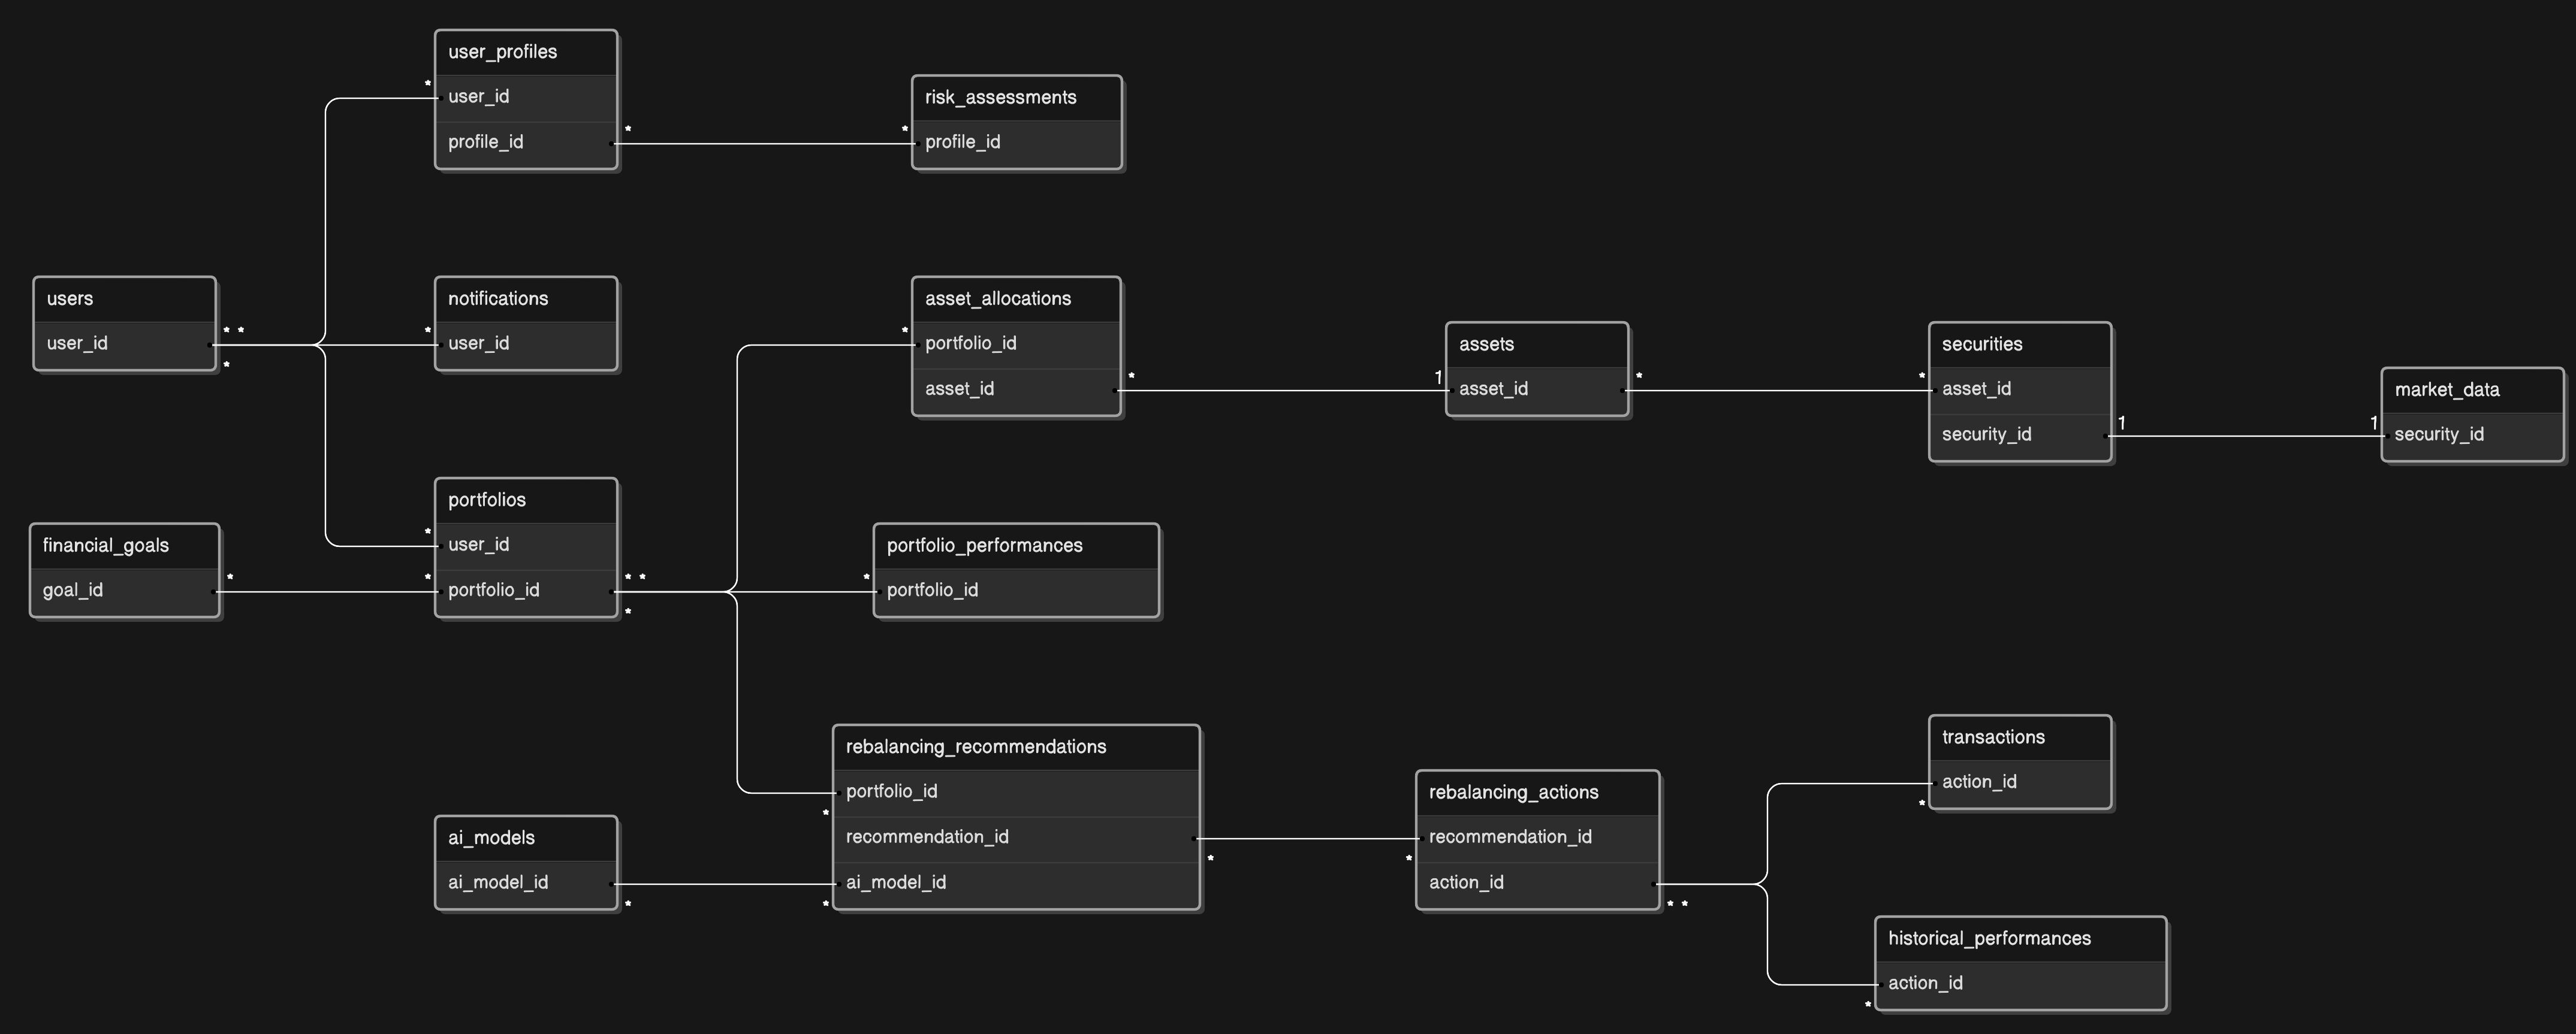 user_profiles
*
user_id
profile_id
*
*
risk_assessments
profile_id
users
* *
user_id
*
notifications
*
user_id
asset_allocations
*
portfolio_id
asset_id
*
1
assets
asset_id
*
*
securities
asset_id
security_id
1
1
market_data
security_id
financial_goals
goal_id
*
*
*
portfolios
user_id
portfolio_id
* *
*
*
portfolio_performances
portfolio_id
ai_models
ai_model_id
*
rebalancing_recommendations
portfolio_id
*
recommendation_id
*
ai_model_id
*
rebalancing_actions
recommendation_id
*
action_id
* *
transactions
action_id
*
historical_performances
action_id
*